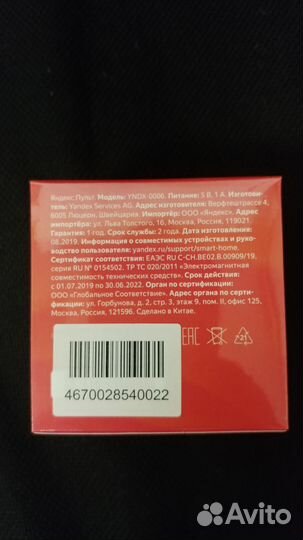 Яндекс Пульт. Модель: YNDX-0006. Питание: 5 В, 1 А. Изготови-
тель: Yandex Services AG. Адрес изготовителя: Верфтештрассе 4,
6005 Люцерн, Швейцария. Импортёр: ООО «Яндекс». Адрес
импортёра: ул. Льва Толстого, 16, Москва, Россия, 119021.
Гарантия: 1 год. Срок службы: 2 года. Дата изготовления:
08.2019. Информация о совместимых устройствах и руко-
водство пользователя: yandex.ru/support/smart-home.
Сертификат соответствия: ЕАЭС RU C-CH.BE02.B.00909/19,
серия RU № 0154502. ТР ТС 020/2011 «Электромагнитная
совместимость технических средств». Срок действия:
с 01.07.2019 по 30.06.2022. Орган по сертификации:
ООО «Глобальное Соответствие». Адрес органа по серти-
фикации: ул. Горбунова, д. 2, стр. 3, этаж 9, пом. II, офис 125,
Москва, Россия, 121596. Сделано в Китае.
EAC
21
4670028540022
Avito